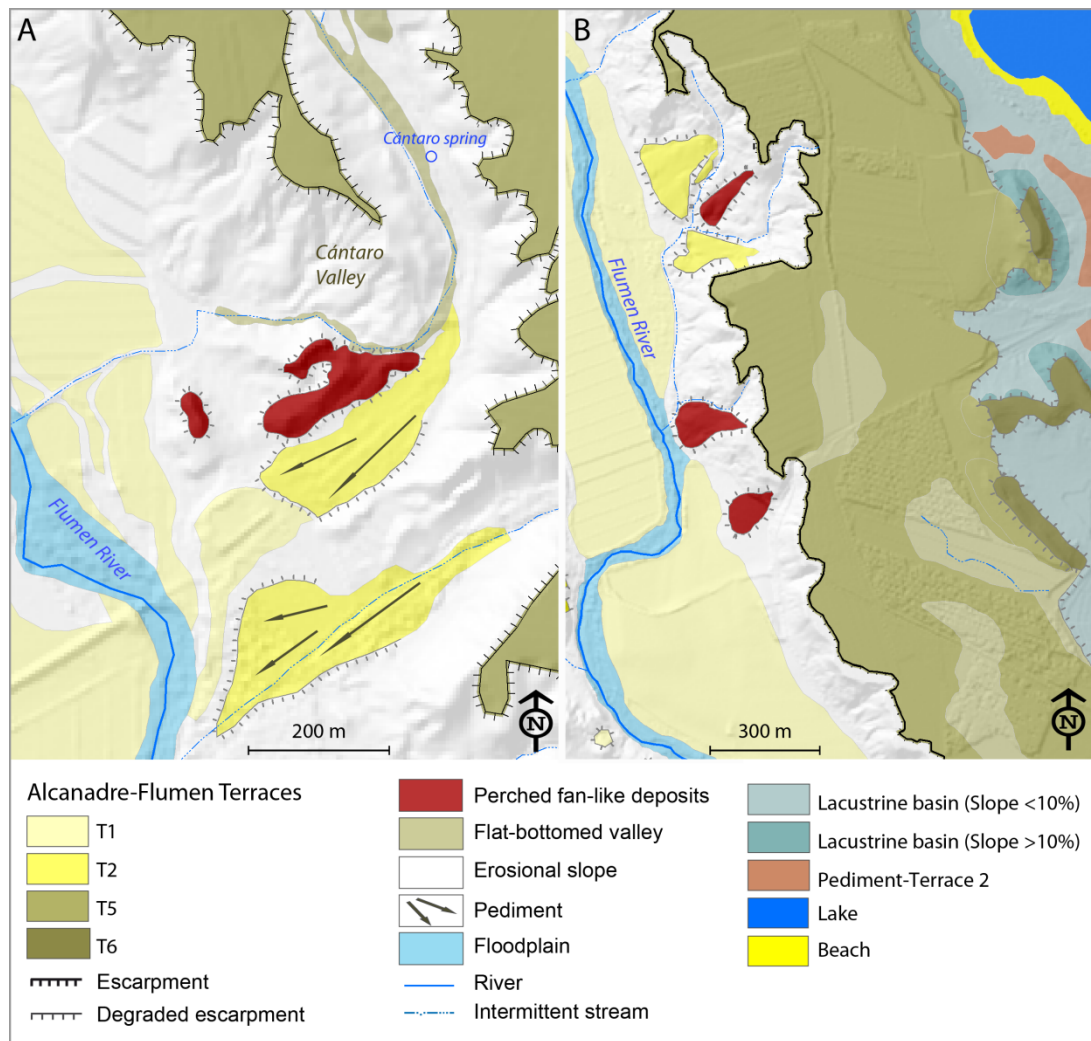 A
B
Cántaro spring
Cántaro
Valley
Flumen River
Flumen River
200 m
N
300 m
N
Alcanadre-Flumen Terraces
T1
T2
T5
T6
Escarpment
Degraded escarpment
Perched fan-like deposits
Flat-bottomed valley
Erosional slope
Pediment
Floodplain
River
Intermittent stream
Lacustrine basin (Slope <10%)
Lacustrine basin (Slope >10%)
Pediment-Terrace 2
Lake
Beach